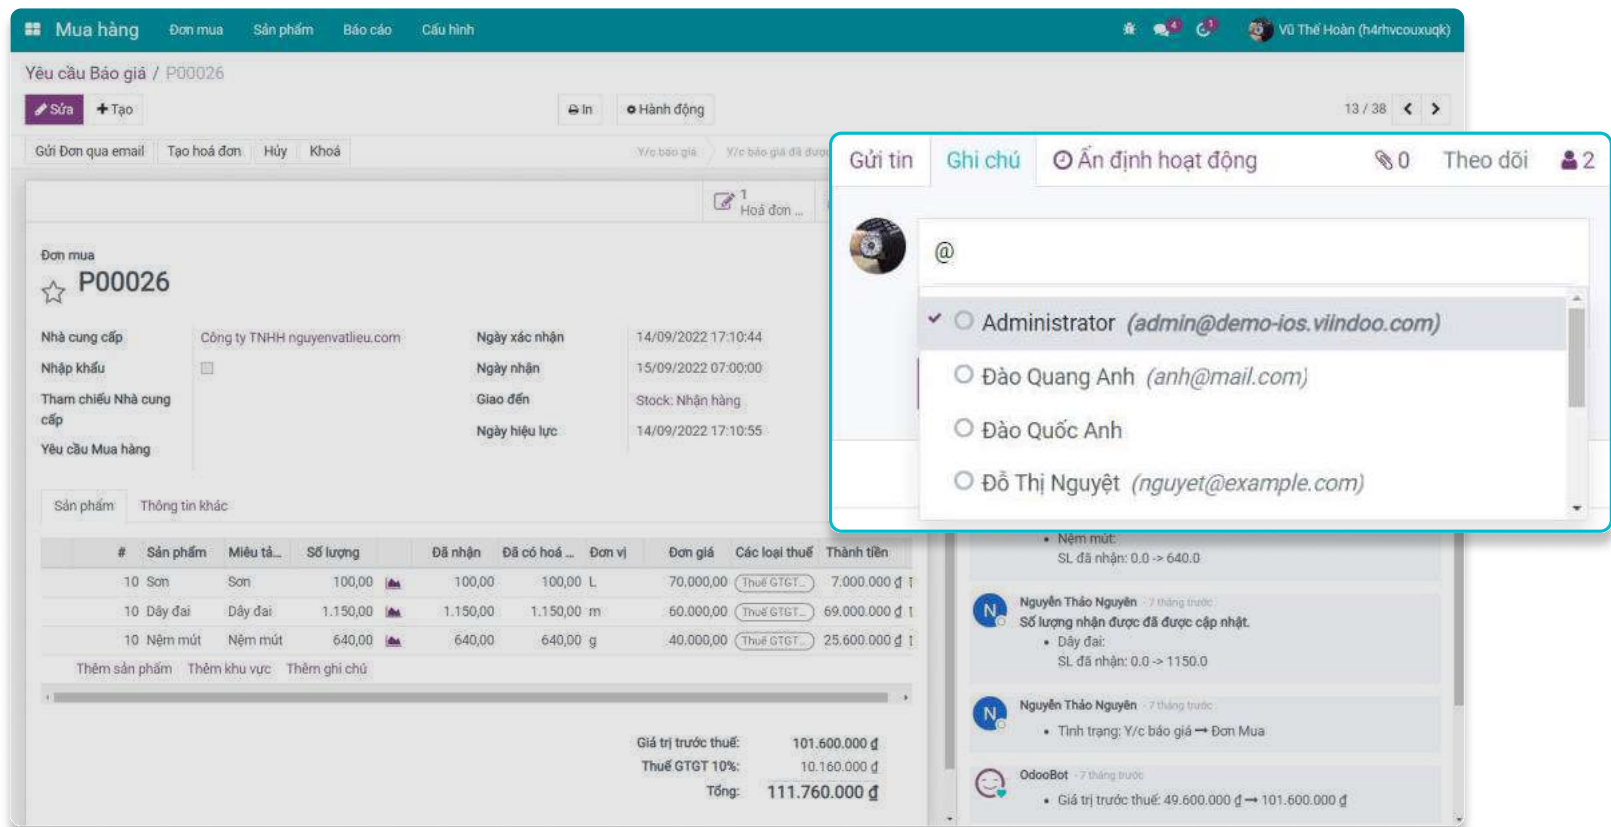 Mua hàng Đơn mua Sản phẩm Báo cáo Cấu hình 4 1 Vũ Thế Hoàn (h4rhvcouxuqk)
Yêu cầu Báo giá / P00026
Sửa +Tạo In Hành động 13 / 38
Gửi Đơn qua email Tạo hoá đơn Hủy Khoá Y/c báo giá
1
Hoá đơn ...
Đơn mua
P00026
Nhà cung cấp Công ty TNHH nguyenvatlieu.com Ngày xác nhận 14/09/2022 17:10:44
Nhập khẩu Ngày nhận 15/09/2022 07:00:00
Tham chiếu Nhà cung cấp Giao đến Stock: Nhận hàng
Yêu cầu Mua hàng Ngày hiệu lực 14/09/2022 17:10:55
Sản phẩm Thông tin khác
# Sản phẩm Miêu tả... Số lượng Đã nhận Đã có hoá ... Đơn vị Đơn giá Các loại thuế Thành tiền
10 Sơn Sơn 100,00 100,00 100,00 L 70.000,00 Thuế GTGT... 7.000.000 ₫
10 Dây đai Dây đai 1.150,00 1.150,00 1.150,00 m 60.000,00 Thuế GTGT... 69.000.000 ₫
10 Nệm mút Nệm mút 640,00 640,00 640,00 g 40.000,00 Thuế GTGT... 25.600.000 ₫
Thêm sản phẩm Thêm khu vực Thêm ghi chú
Giá trị trước thuế: 101.600.000 ₫
Thuế GTGT 10%: 10.160.000 ₫
Tổng: 111.760.000 ₫
Gửi tin Ghi chú Ấn định hoạt động 0 Theo dõi 2
@
Administrator (admin@demo-ios.viindoo.com)
Đào Quang Anh (anh@mail.com)
Đào Quốc Anh
Đỗ Thị Nguyệt (nguyet@example.com)
• Nệm mút:
SL đã nhận: 0.0 -> 640.0
N Nguyễn Thảo Nguyên - 7 tháng trước
Số lượng nhận được đã được cập nhật.
• Dây đai:
SL đã nhận: 0.0 -> 1150.0
N Nguyễn Thảo Nguyên - 7 tháng trước
• Tình trạng: Y/c báo giá → Đơn Mua
OdooBot - 7 tháng trước
• Giá trị trước thuế: 49.600.000 ₫ → 101.600.000 ₫